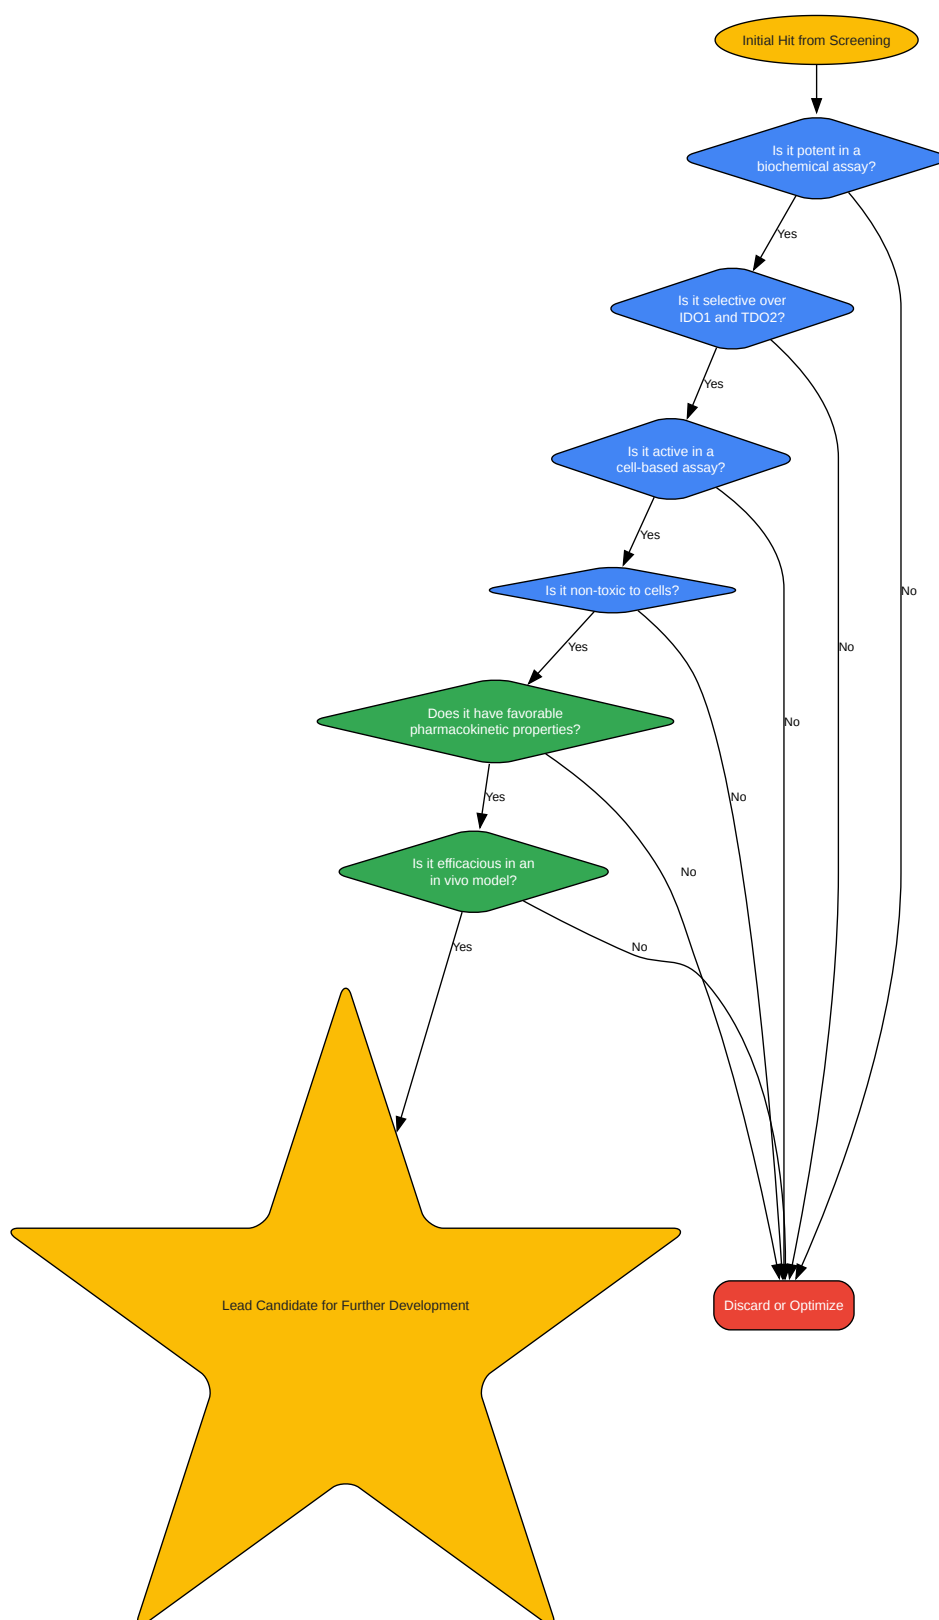 Initial Hit from Screening
Is it potent in a
biochemical assay?
Yes
Is it selective over
IDO1 and TDO2?
Yes
Is it active in a
cell-based assay?
Yes
Is it non-toxic to cells?
No
Yes
No
Does it have favorable
pharmacokinetic properties?
No
Yes
No
Is it efficacious in an
in vivo model?
No
Yes
No
Lead Candidate for Further Development
Discard or Optimize